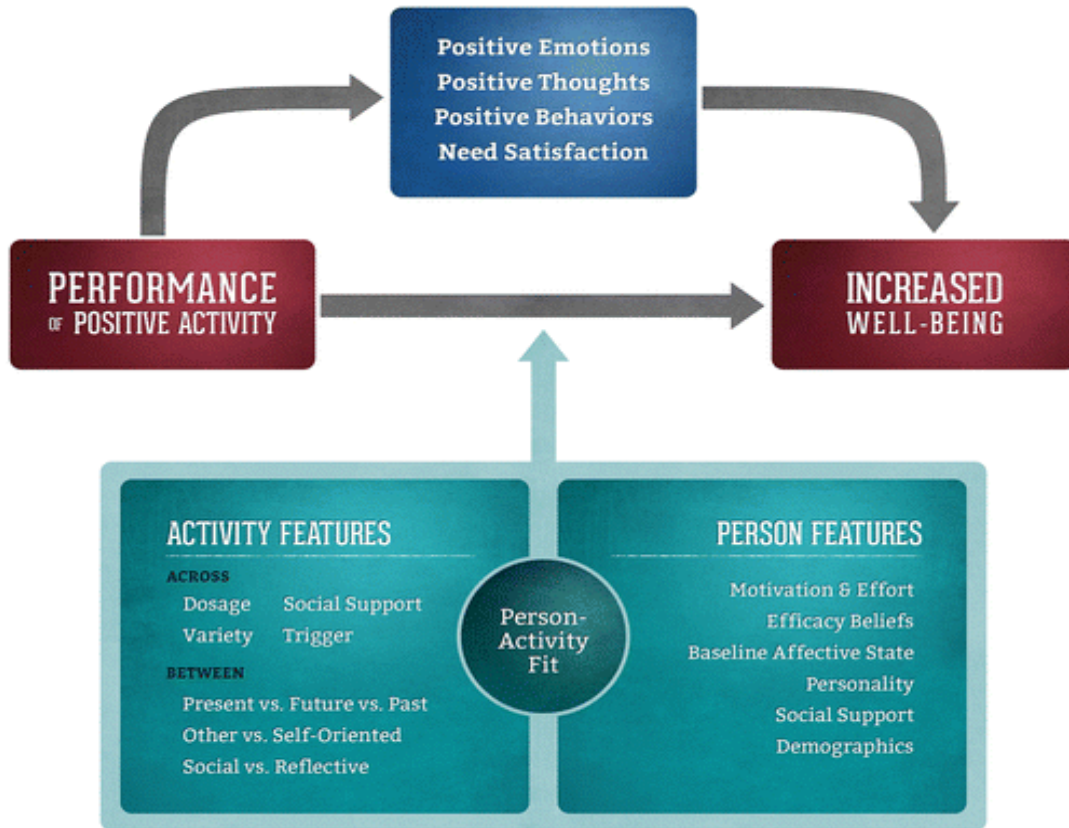 Positive Emotions
Positive Thoughts
Positive Behaviors
Need Satisfaction
PERFORMANCE
OF POSITIVE ACTIVITY
INCREASED
WELL-BEING
ACTIVITY FEATURES
ACROSS
Dosage Social Support
Variety Trigger
BETWEEN
Present vs. Future vs. Past
Other vs. Self-Oriented
Social vs. Reflective
Person-
Activity
Fit
PERSON FEATURES
Motivation & Effort
Efficacy Beliefs
Baseline Affective State
Personality
Social Support
Demographics